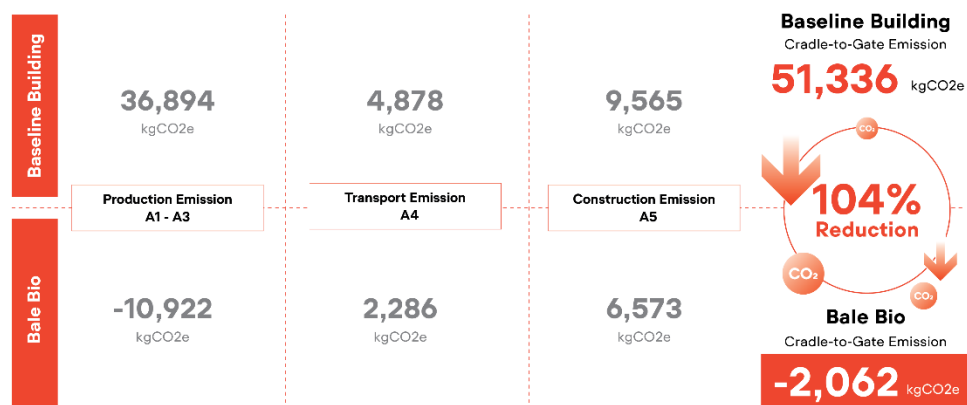 Baseline Building
36,894
kgCO2e
4,878
kgCO2e
9,565
kgCO2e
Baseline Building
Cradle-to-Gate Emission
51,336 kgCO2e
CO₂
Production Emission
A1 - A3
Transport Emission
A4
Construction Emission
A5
104%
Reduction
CO₂
CO₂
Bale Bio
-10,922
kgCO2e
2,286
kgCO2e
6,573
kgCO2e
Bale Bio
Cradle-to-Gate Emission
-2,062 kgCO2e